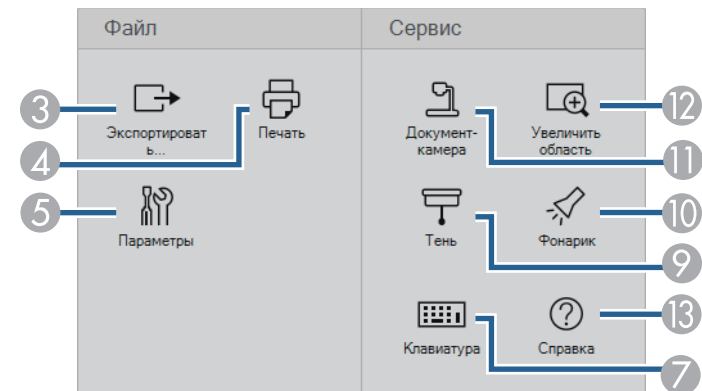 Файл
Сервис
3
Экспортироват
ь...
4
Печать
5
Параметры
Документ-
камера
11
Увеличить
область
12
Тень
9
Фонарик
10
Клавиатура
7
Справка
13